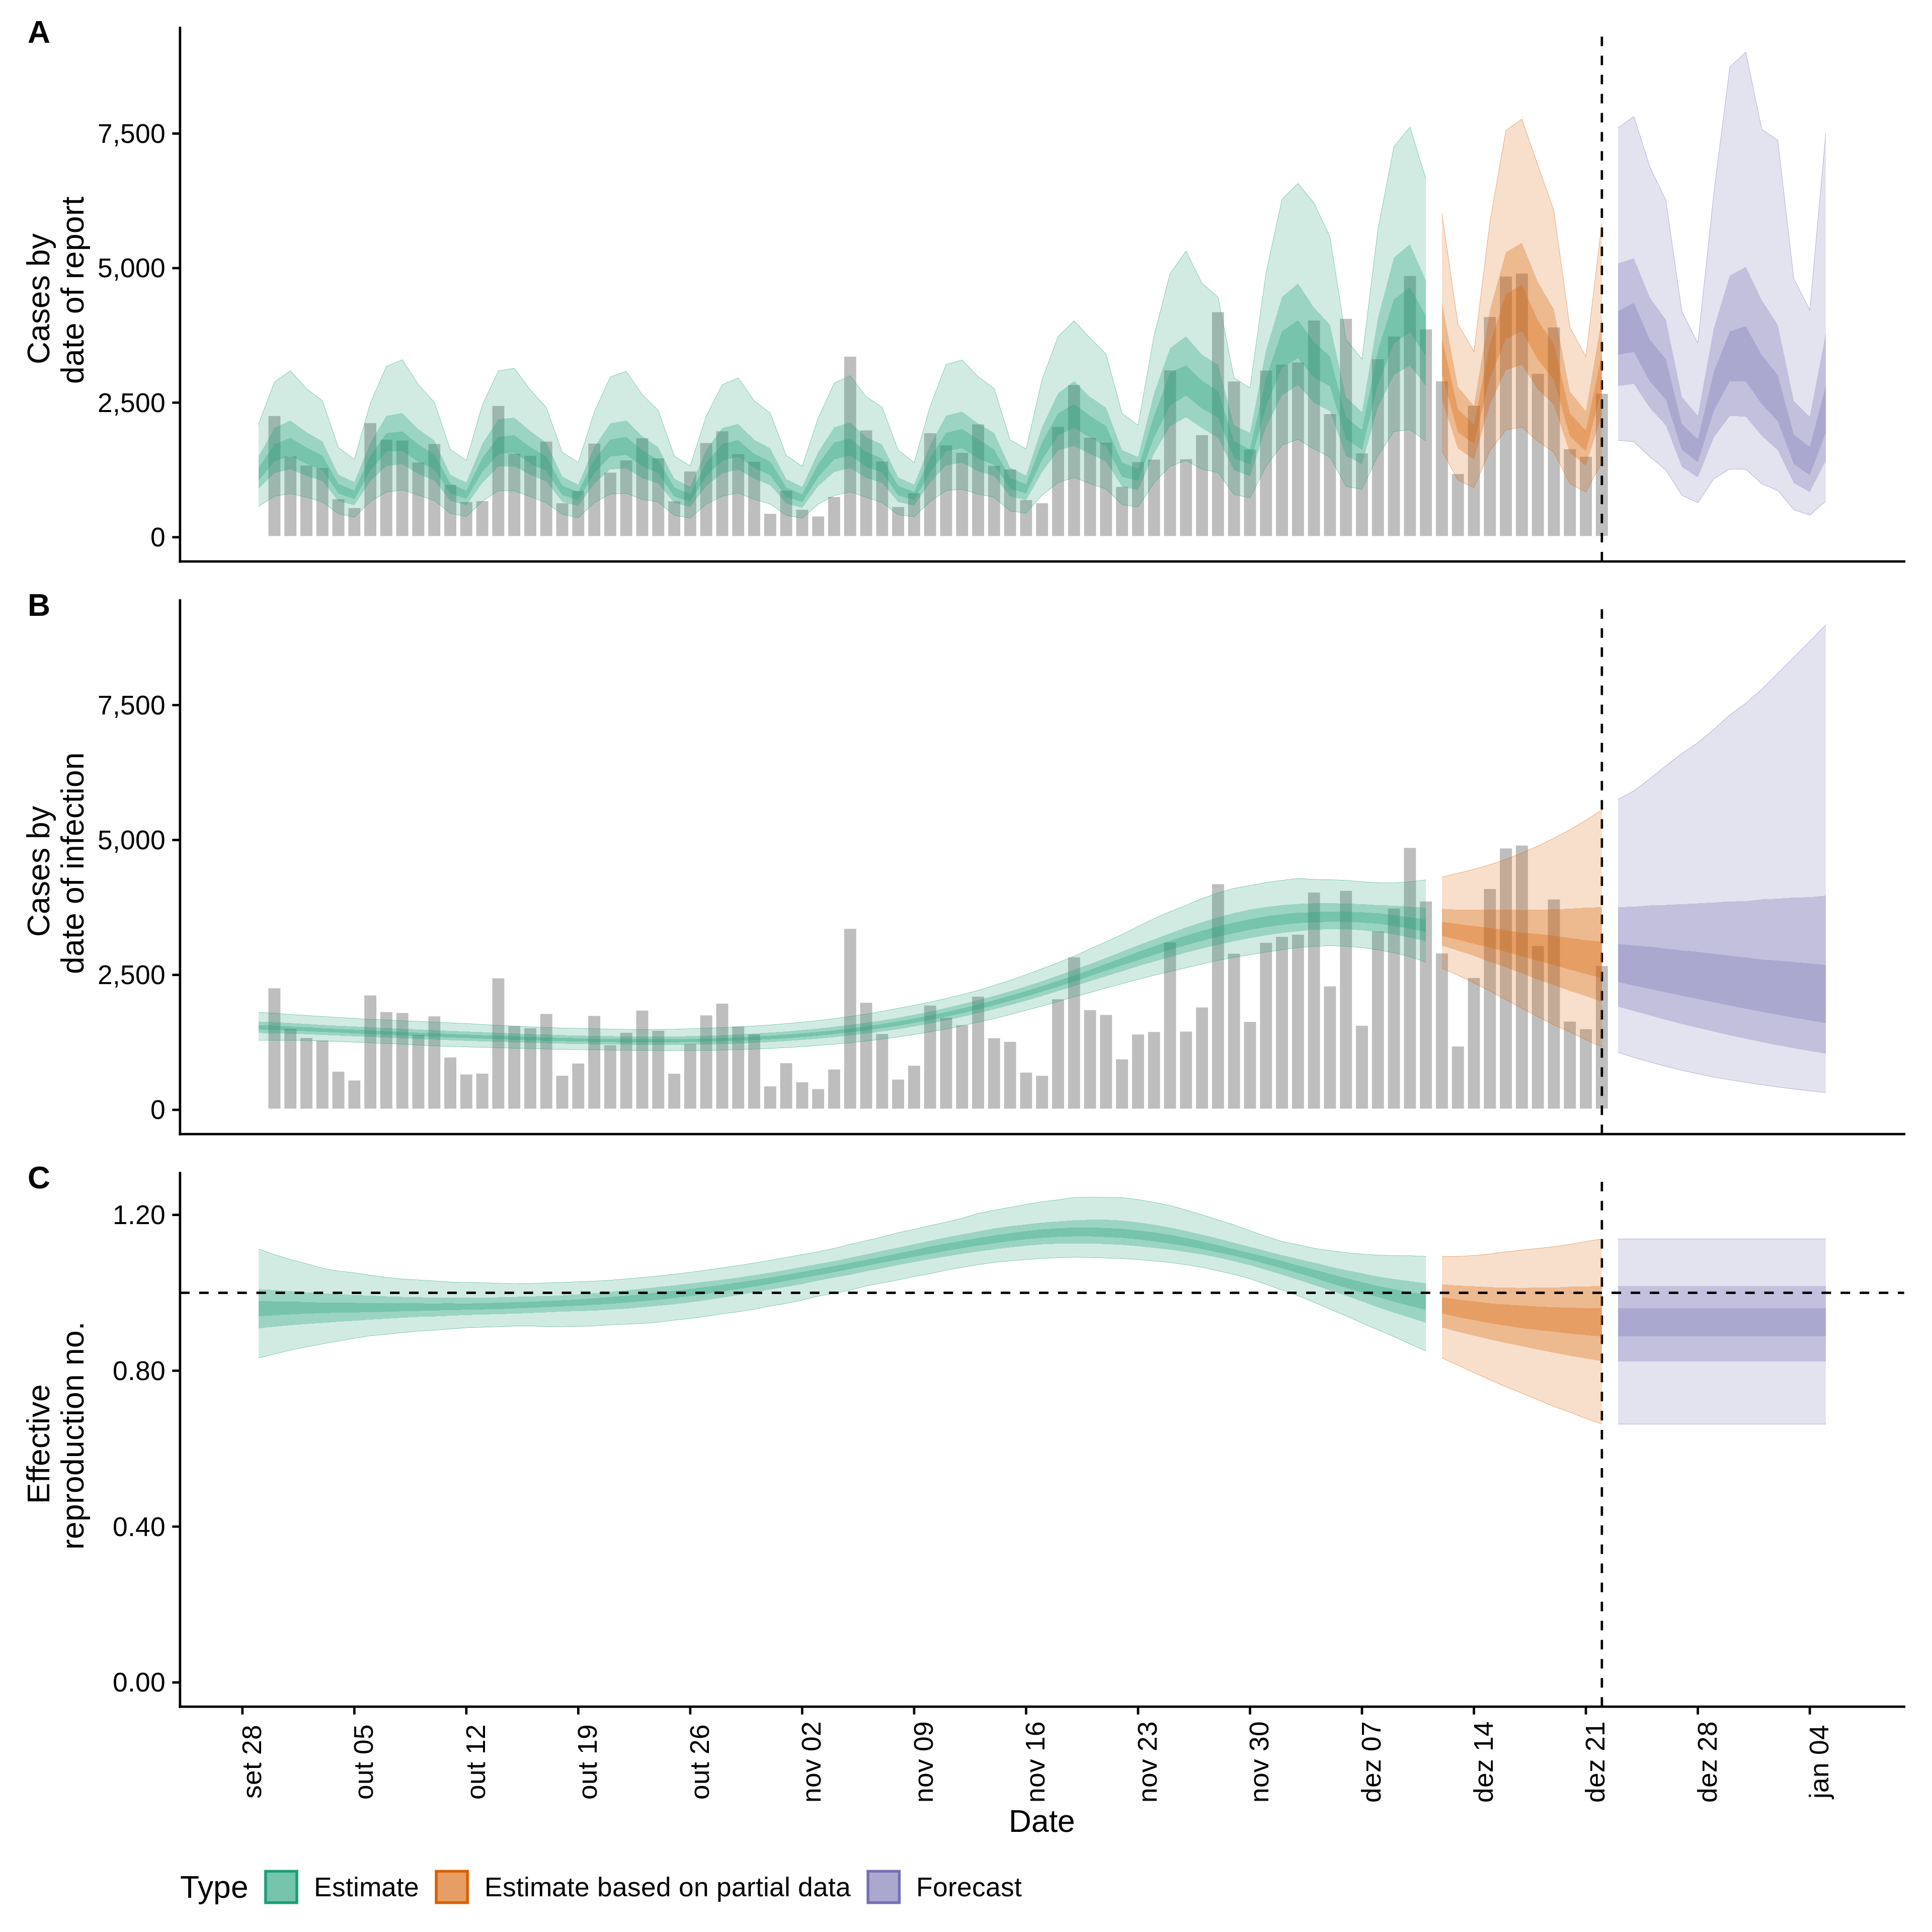 A
Cases by
date of report
7,500
5,000
2,500
0
B
Cases by
date of infection
7,500
5,000
2,500
0
C
Effective
reproduction no.
1.20
0.80
0.40
0.00
set 28
out 05
out 12
out 19
out 26
nov 02
nov 09
nov 16
nov 23
nov 30
dez 07
dez 14
dez 21
dez 28
jan 04
Date
Type Estimate Estimate based on partial data Forecast